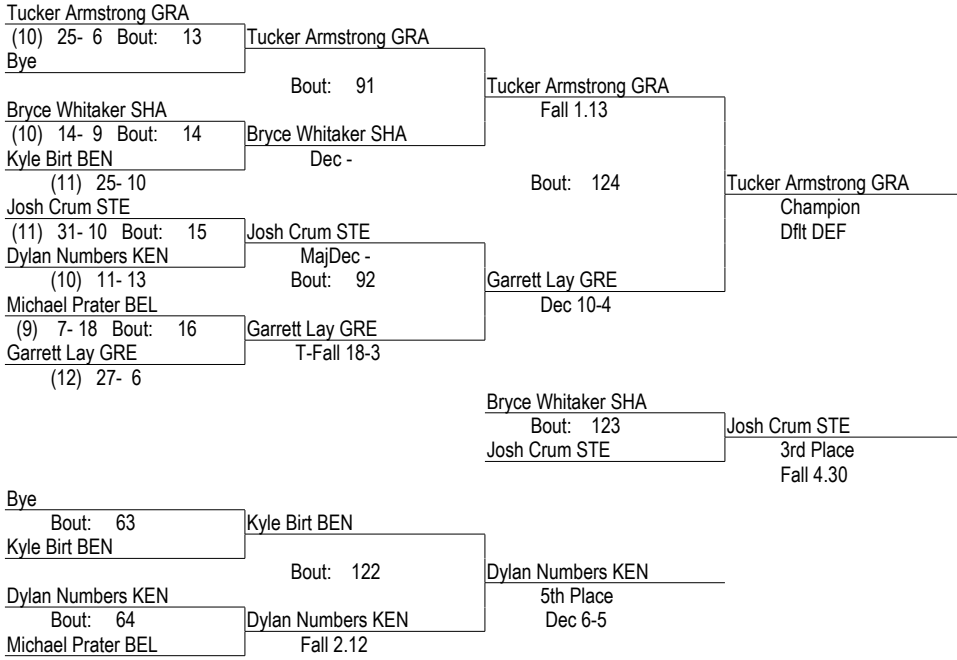 Tucker Armstrong GRA
(10) 25- 6 Bout: 13
Bye
Tucker Armstrong GRA
Bout: 91
Bryce Whitaker SHA
(10) 14- 9 Bout: 14
Kyle Birt BEN
(11) 25- 10
Bryce Whitaker SHA
Dec -
Tucker Armstrong GRA
Fall 1.13
Bout: 124
Josh Crum STE
(11) 31- 10 Bout: 15
Dylan Numbers KEN
(10) 11- 13
Josh Crum STE
MajDec -
Bout: 92
Michael Prater BEL
(9) 7- 18 Bout: 16
Garrett Lay GRE
(12) 27- 6
Garrett Lay GRE
T-Fall 18-3
Garrett Lay GRE
Dec 10-4
Tucker Armstrong GRA
Champion
Dflt DEF
Bryce Whitaker SHA
Bout: 123
Josh Crum STE
Josh Crum STE
3rd Place
Fall 4.30
Bye
Bout: 63
Kyle Birt BEN
Kyle Birt BEN
Bout: 122
Dylan Numbers KEN
Bout: 64
Michael Prater BEL
Dylan Numbers KEN
Fall 2.12
Dylan Numbers KEN
5th Place
Dec 6-5